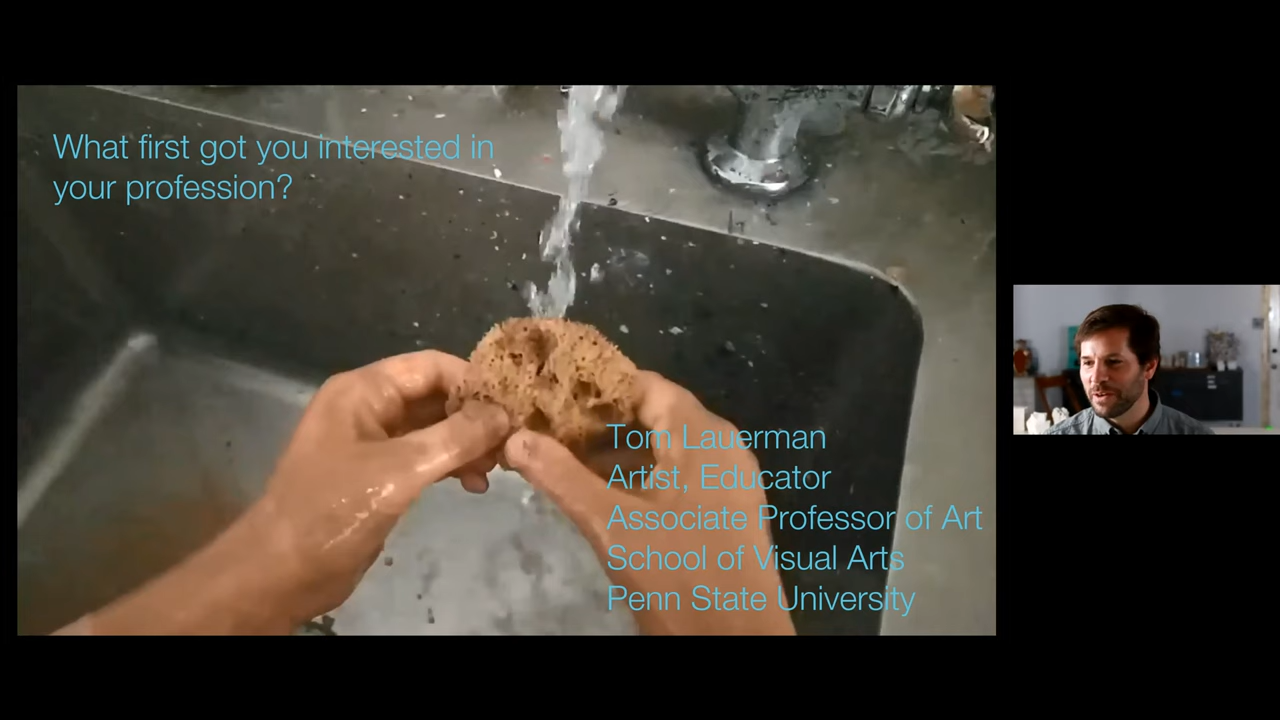 What first got you interested in
your profession?
Tom Lauerman
Artist, Educator
Associate Professor of Art
School of Visual Arts
Penn State University